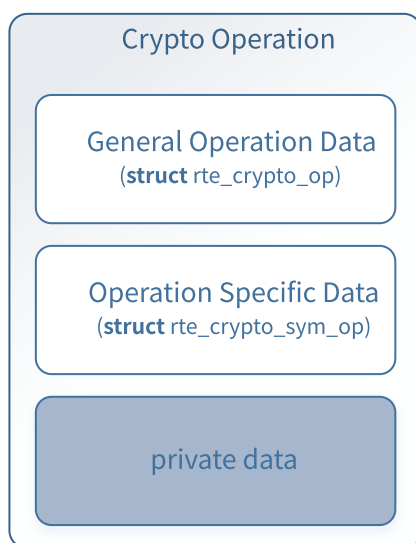 Crypto Operation
General Operation Data
(struct rte_crypto_op)
Operation Specific Data
(struct rte_crypto_sym_op)
private data